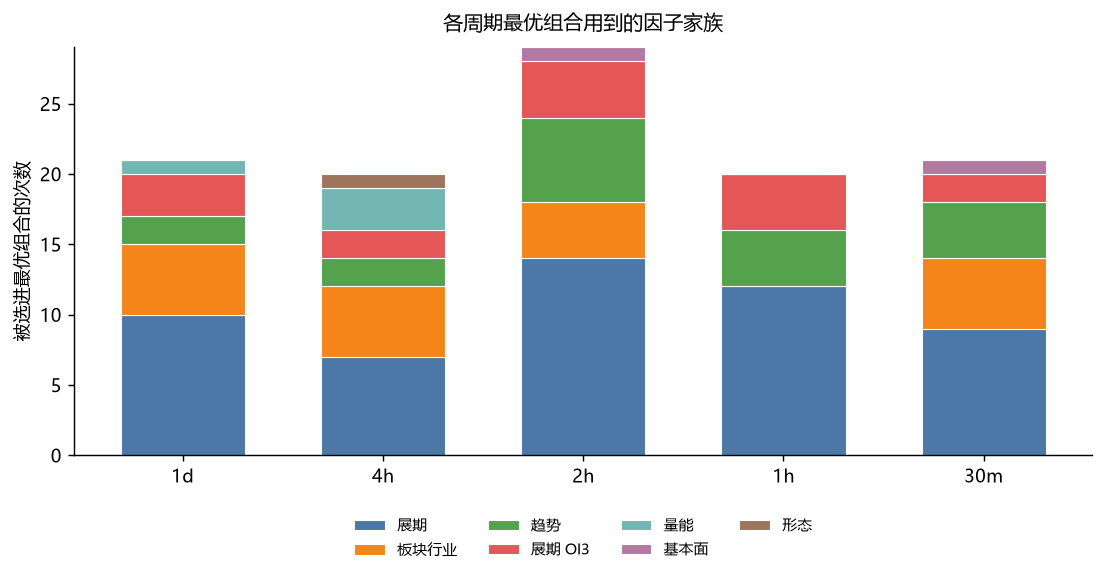 各周期最优组合用到的因子家族
被选进最优组合的次数
25
20
15
10
5
0
1d 4h 2h 1h 30m
展期 趋势 量能 形态
板块行业 展期 OI3 基本面